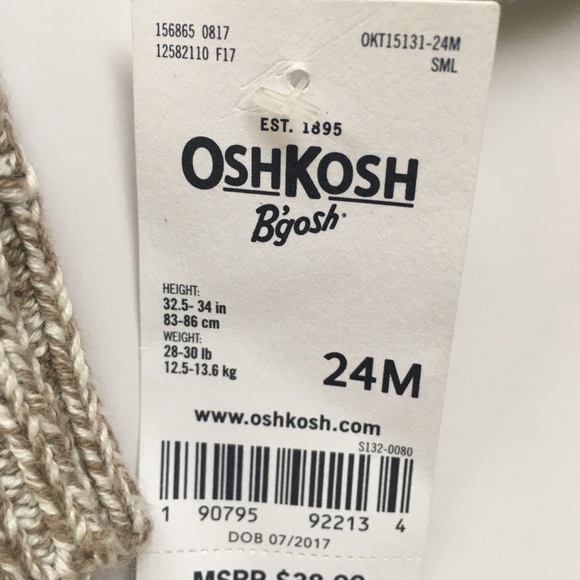 156865 0817
12582110 F17
OKT15131-24M
SML
EST. 1895
OSHKOSH
B'gosh
HEIGHT:
32.5- 34 in
83-86 cm
WEIGHT:
28-30 lb
12.5-13.6 kg
24M
www.oshkosh.com
S132-0080
1 90795 92213 4
DOB 07/2017
MSRP